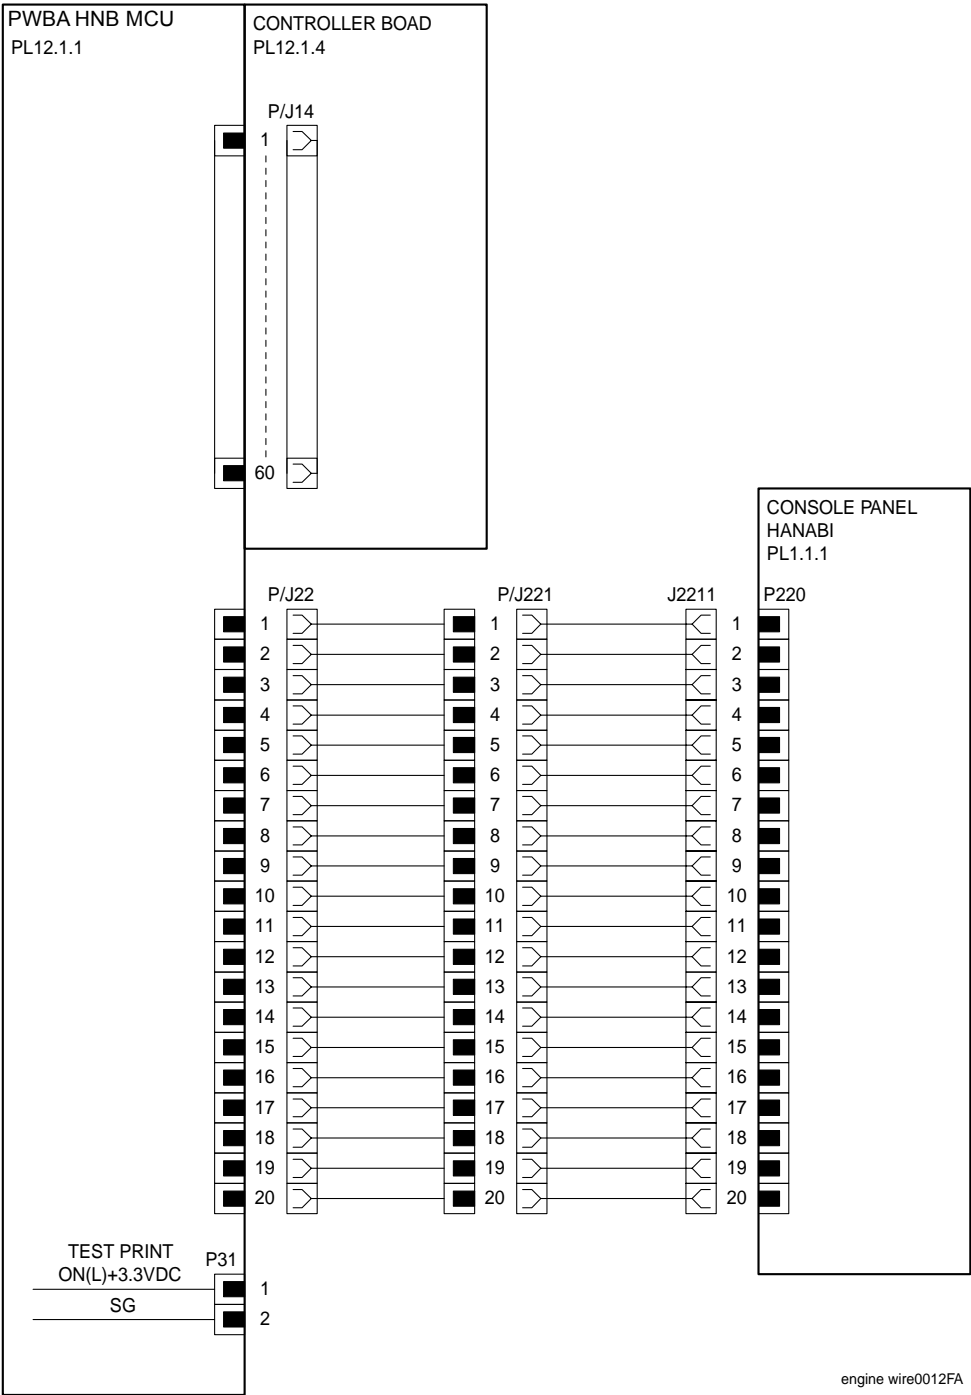 PWBA HNB MCU
PL12.1.1
CONTROLLER BOAD
PL12.1.4
P/J14
1
60
CONSOLE PANEL
HANABI
PL1.1.1
P/J22 P/J221 J2211 P220
1 1 1
2 2 2
3 3 3
4 4 4
5 5 5
6 6 6
7 7 7
8 8 8
9 9 9
10 10 10
11 11 11
12 12 12
13 13 13
14 14 14
15 15 15
16 16 16
17 17 17
18 18 18
19 19 19
20 20 20
TEST PRINT
ON(L)+3.3VDC
P31
1
SG
2
engine wire0012FA